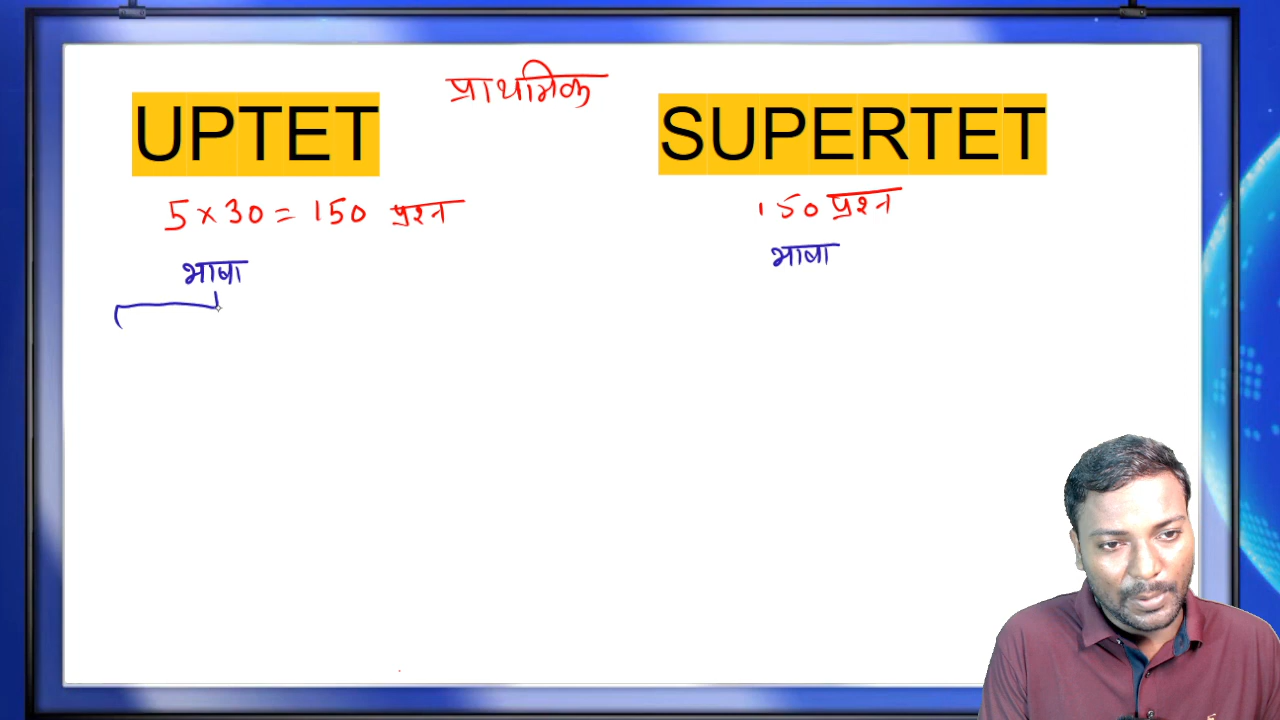 प्राथमिक
UPTET
SUPERTET
5 × 30 = 150 प्रश्न
150 प्रश्न
भाषा
भाषा